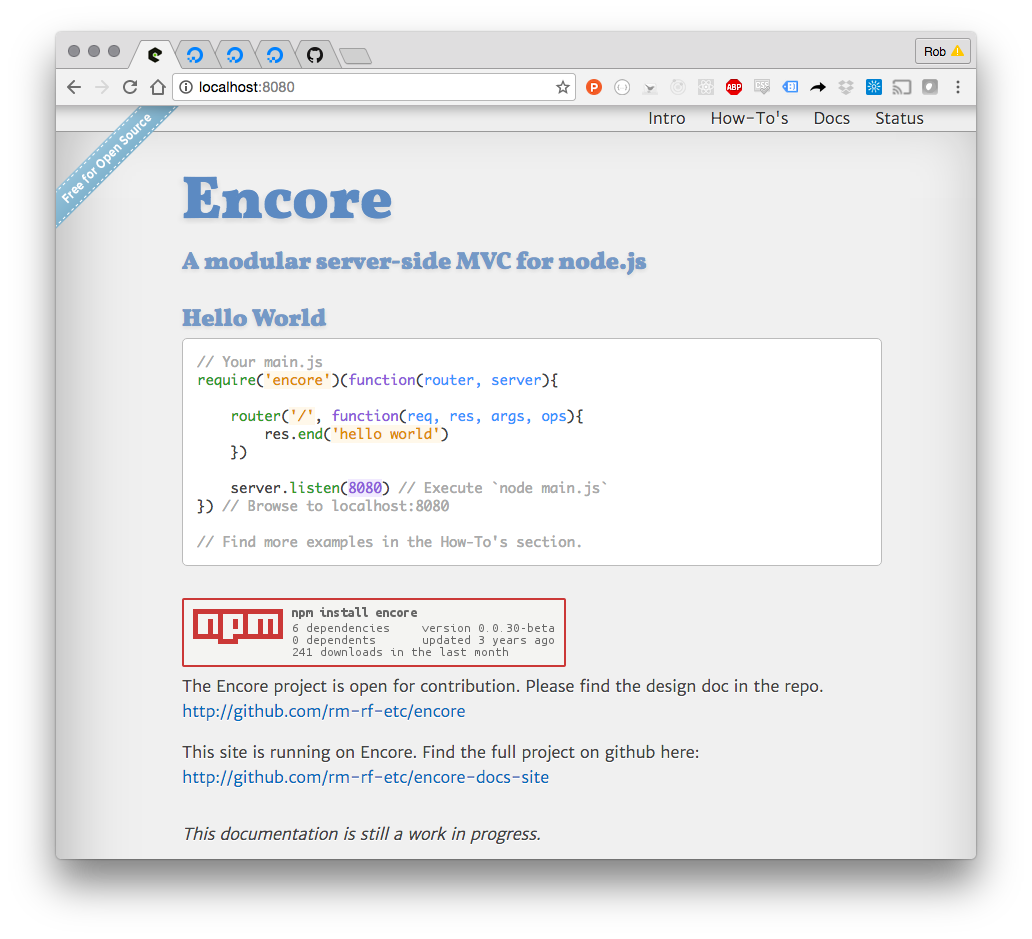 Rob
localhost:8080
P
ABP
CSS
Intro How-To's Docs Status
Free for Open Source
Encore
A modular server-side MVC for node.js
Hello World
// Your main.js
require('encore')(function(router, server){
router('/', function(req, res, args, ops){
res.end('hello world')
})
server.listen(8080) // Execute `node main.js`
}) // Browse to localhost:8080
// Find more examples in the How-To's section.
npm
npm install encore
6 dependencies version 0.0.30-beta
0 dependents updated 3 years ago
241 downloads in the last month
The Encore project is open for contribution. Please find the design doc in the repo.
http://github.com/rm-rf-etc/encore
This site is running on Encore. Find the full project on github here:
http://github.com/rm-rf-etc/encore-docs-site
This documentation is still a work in progress.